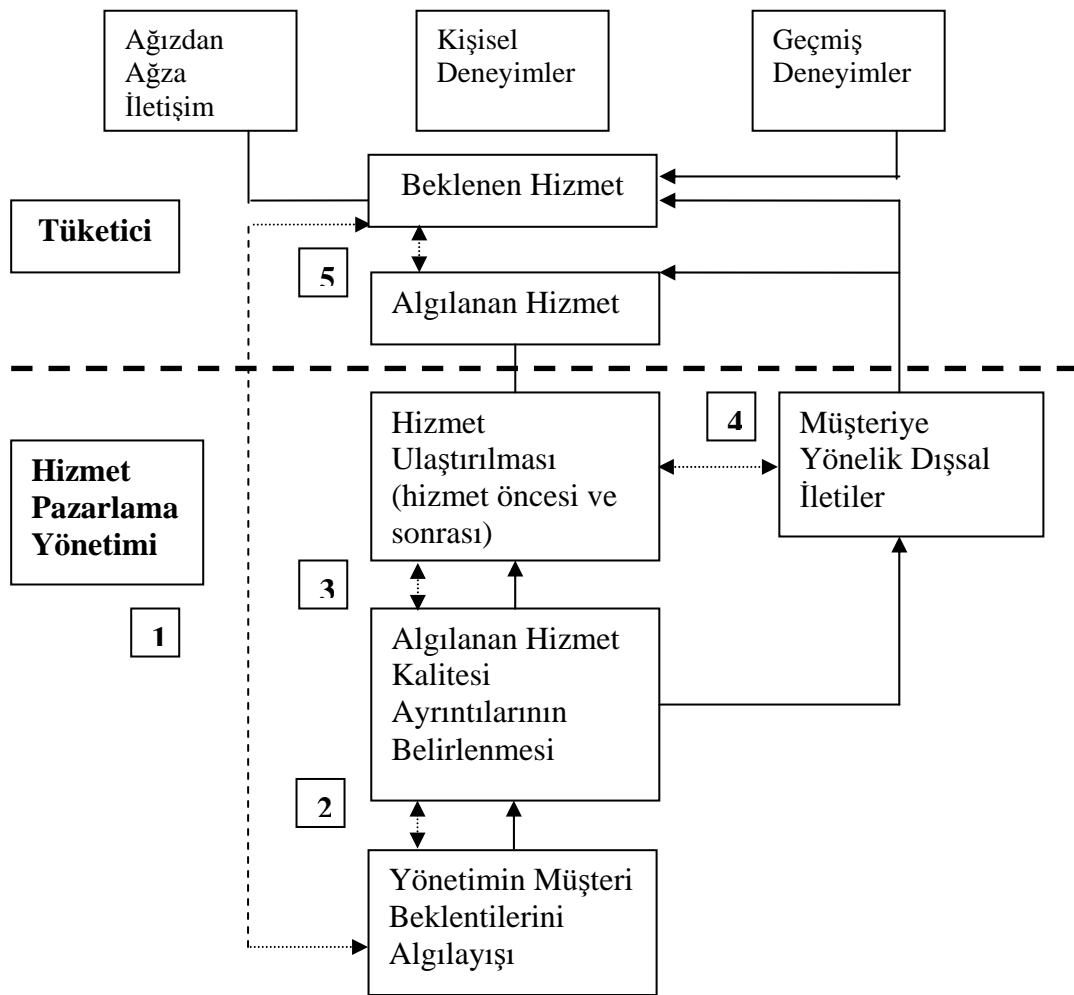 Ağızdan
Ağza
İletişim
Kişisel
Deneyimler
Geçmiş
Deneyimler
Beklenen Hizmet
Tüketici
5
Algılanan Hizmet
Hizmet
Ulaştırılması
(hizmet öncesi ve
sonrası)
4
Müşteriye
Yönelik Dışsal
İletiler
Hizmet
Pazarlama
Yönetimi
3
1
Algılanan Hizmet
Kalitesi
Ayrıntılarının
Belirlenmesi
2
Yönetimin Müşteri
Beklentilerini
Algılayışı